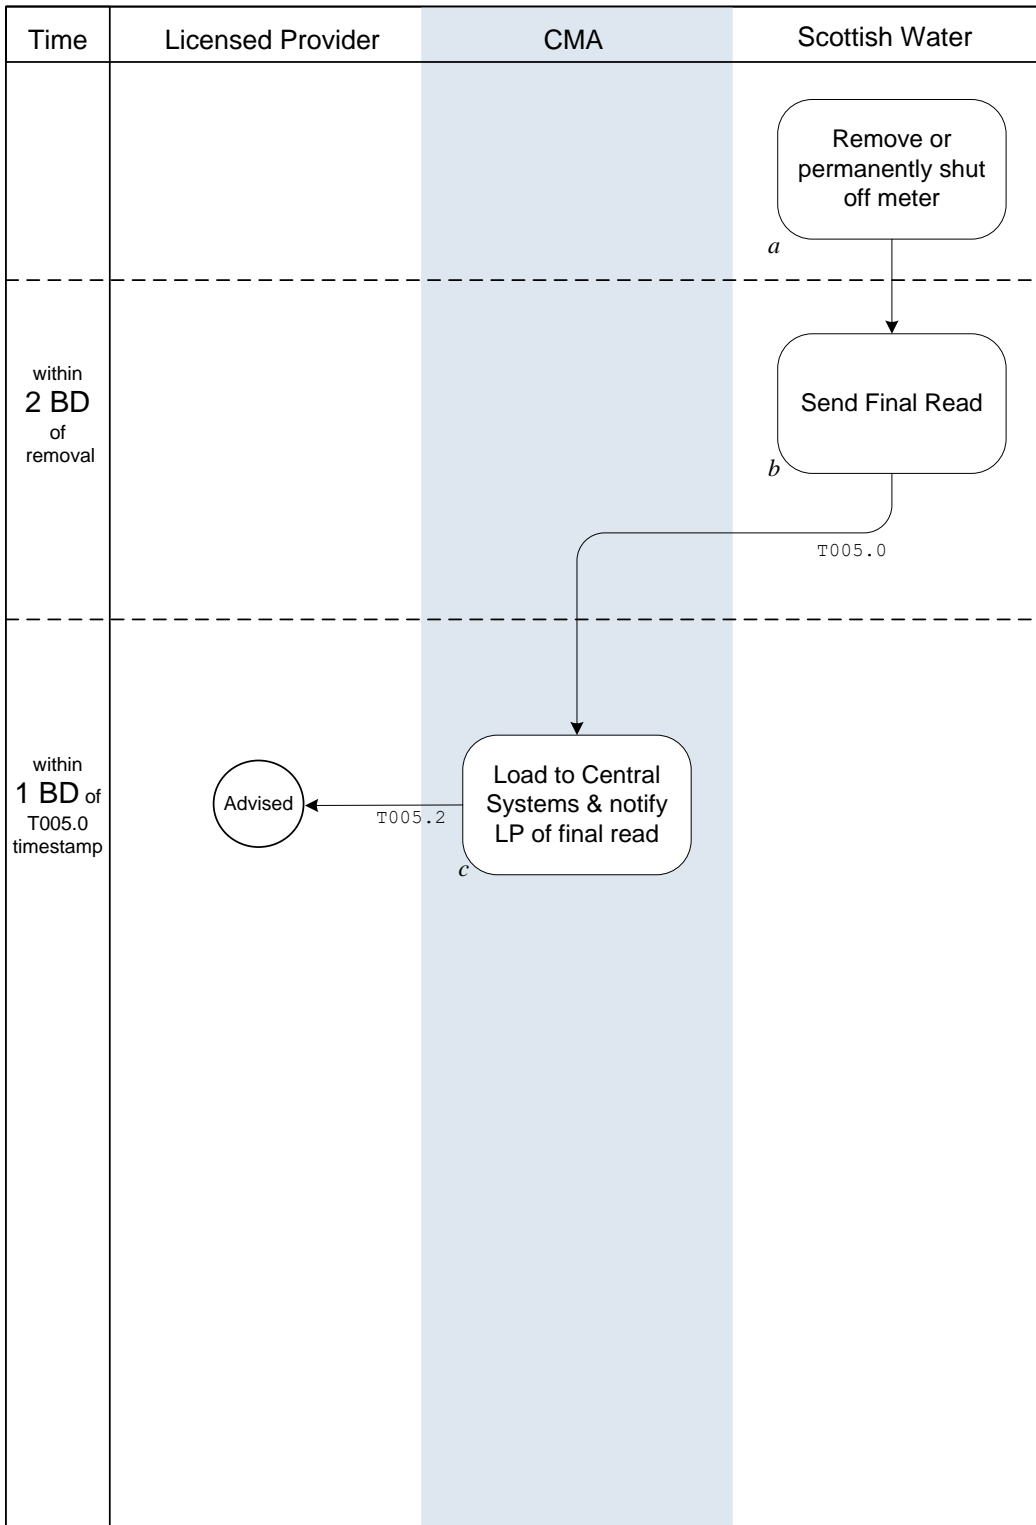 Time
Licensed Provider
CMA
Scottish Water
Remove or
permanently shut
off meter
a
within
2 BD
of
removal
Send Final Read
b
T005.0
within
1 BD of
T005.0
timestamp
Advised
T005.2
Load to Central
Systems & notify
LP of final read
c